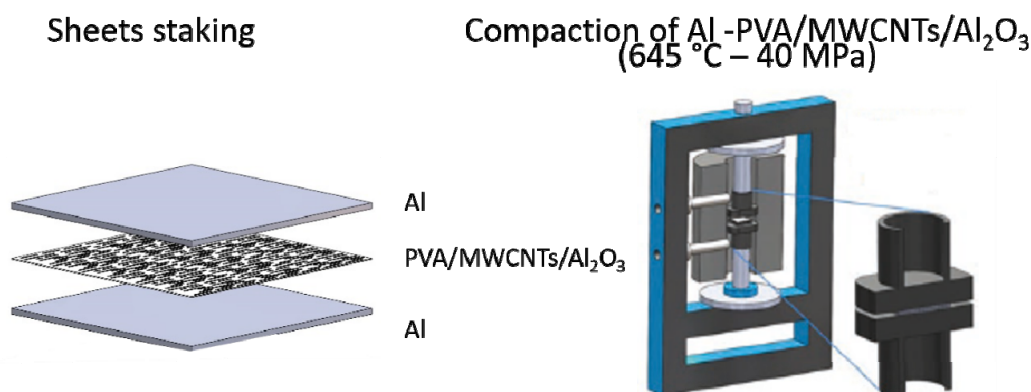 Sheets staking
Compaction of Al -PVA/MWCNTs/Al₂O₃
(645 °C – 40 MPa)
Al
PVA/MWCNTs/Al₂O₃
Al